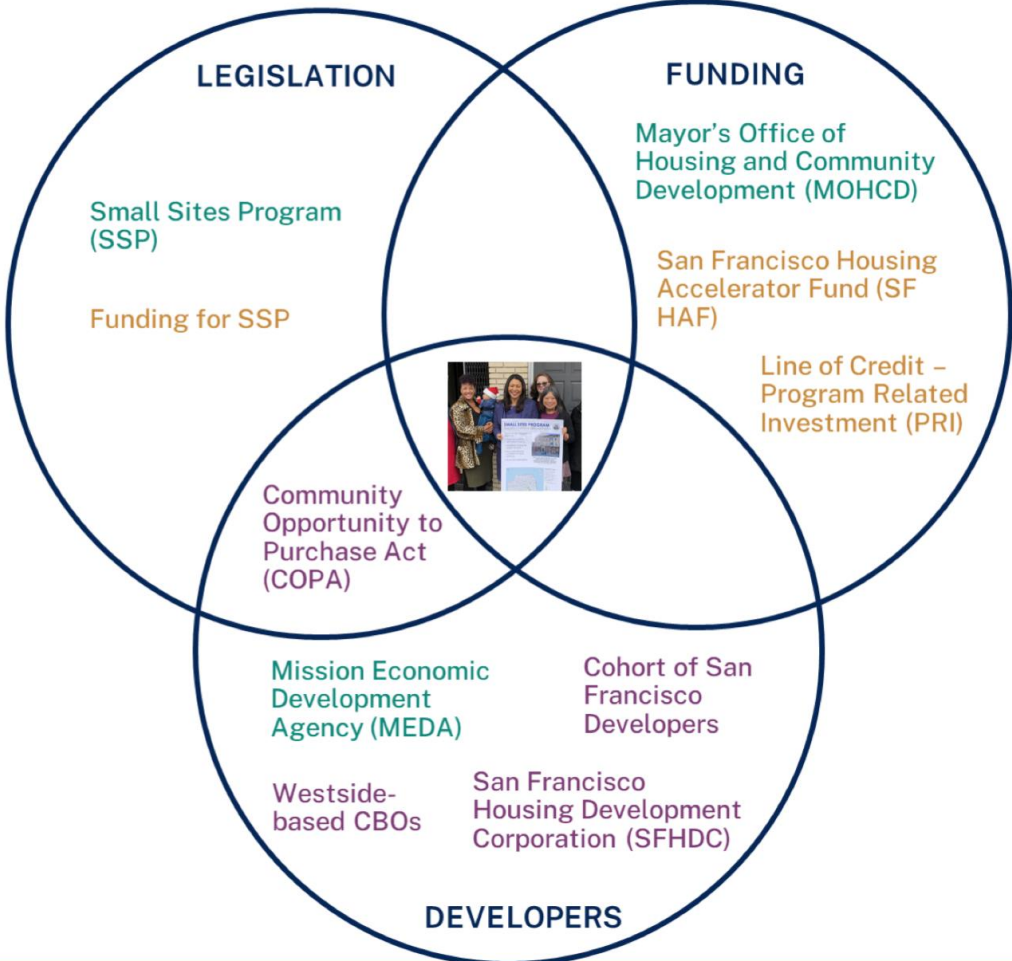 LEGISLATION
Small Sites Program
(SSP)
Funding for SSP
FUNDING
Mayor’s Office of
Housing and Community
Development (MOHCD)
San Francisco Housing
Accelerator Fund (SF
HAF)
Line of Credit –
Program Related
Investment (PRI)
SMALL SITES PROGRAM
Community
Opportunity to
Purchase Act
(COPA)
Mission Economic
Development
Agency (MEDA)
Cohort of San
Francisco
Developers
Westside-
based CBOs
San Francisco
Housing Development
Corporation (SFHDC)
DEVELOPERS